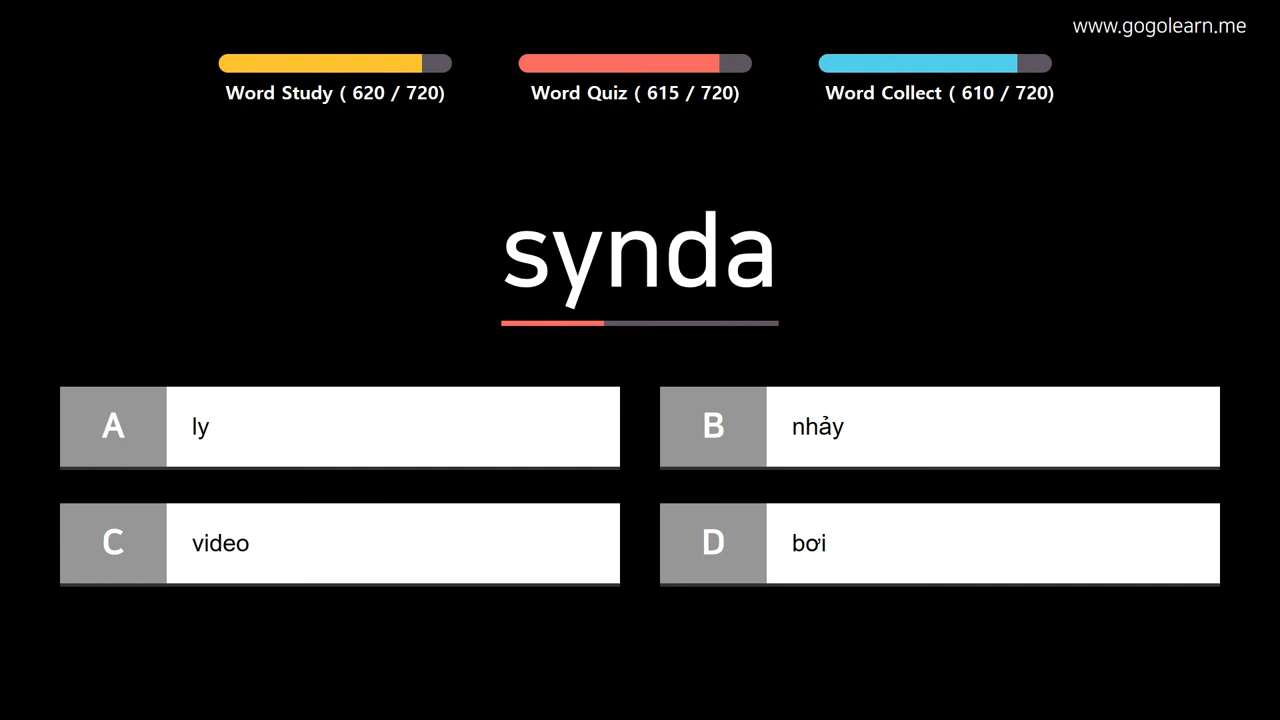 www.gogolearn.me
Word Study ( 620 / 720)
Word Quiz ( 615 / 720)
Word Collect ( 610 / 720)
synda
A ly
B nhảy
C video
D bơi